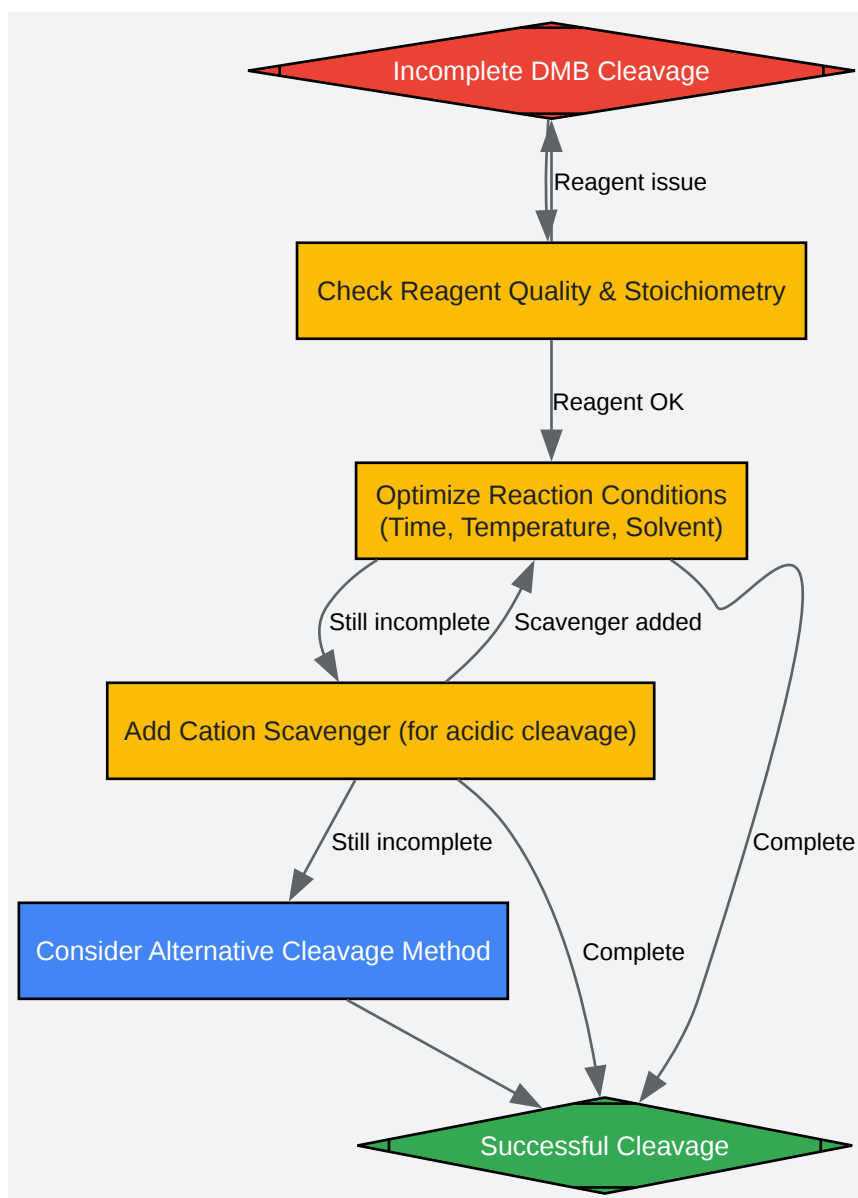 Incomplete DMB Cleavage
Reagent issue
Check Reagent Quality & Stoichiometry
Reagent OK
Optimize Reaction Conditions
(Time, Temperature, Solvent)
Still incomplete
Scavenger added
Add Cation Scavenger (for acidic cleavage)
Still incomplete
Complete
Consider Alternative Cleavage Method
Complete
Successful Cleavage